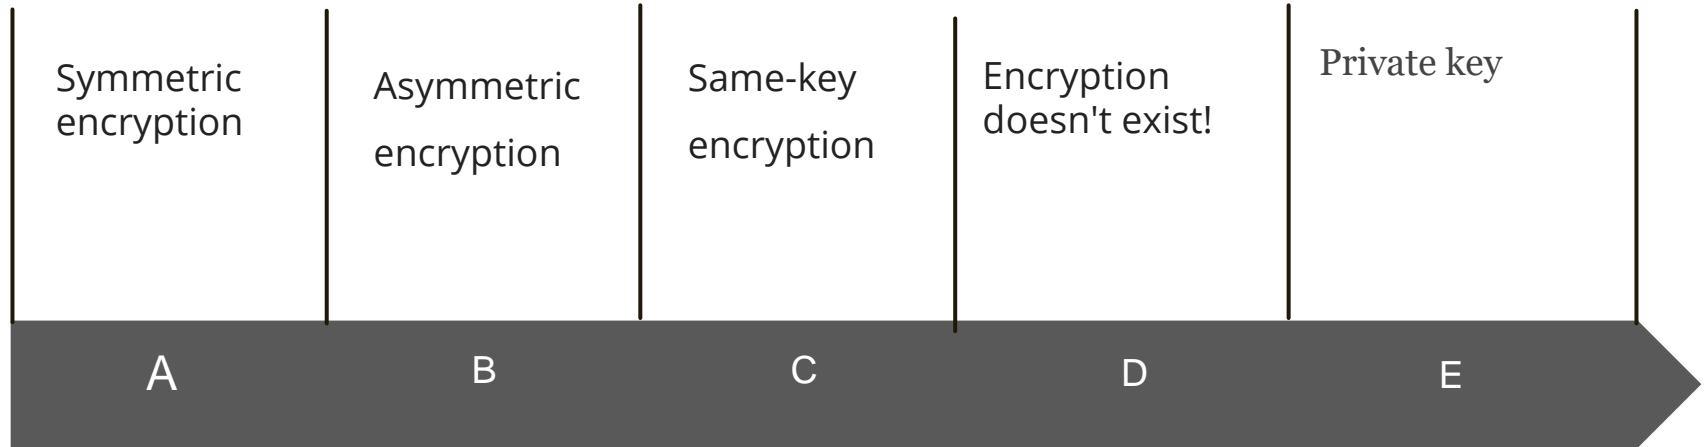 Symmetric
encryption
Asymmetric
encryption
Same-key
encryption
Encryption
doesn't exist!
Private key
A
B
C
D
E